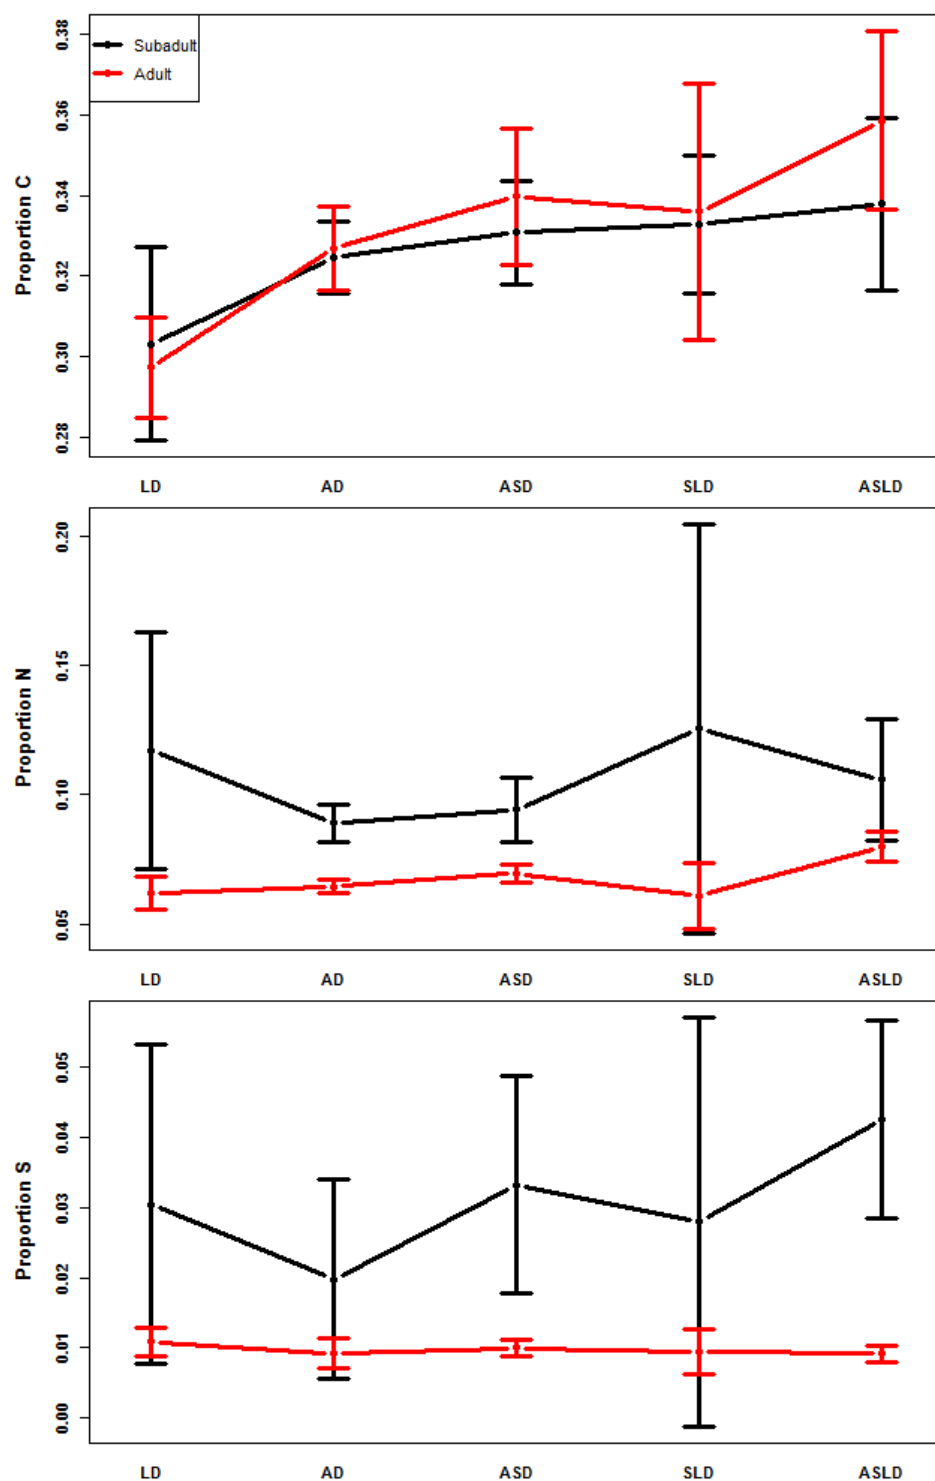 Subadult
Adult
Proportion C
0.38
0.36
0.34
0.32
0.30
0.28
LD AD ASD SLD ASLD
Proportion N
0.20
0.15
0.10
0.05
LD AD ASD SLD ASLD
Proportion S
0.05
0.04
0.03
0.02
0.01
0.00
LD AD ASD SLD ASLD